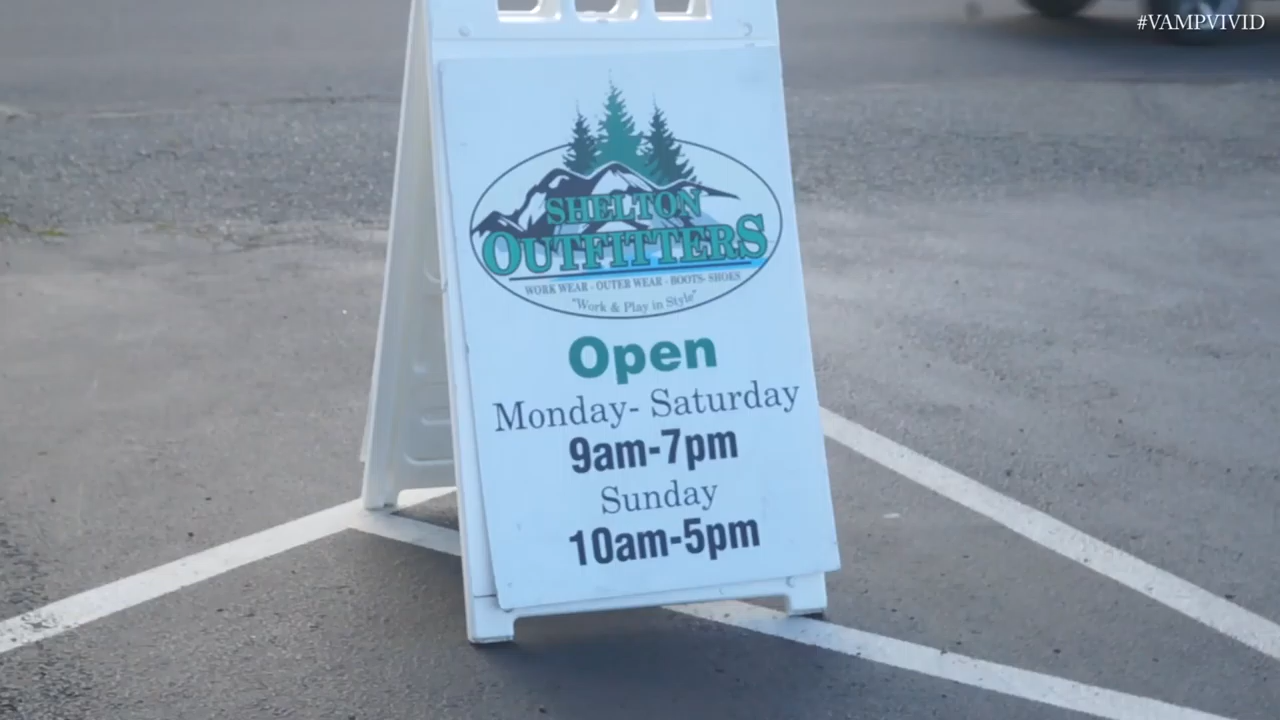 #VAMPVIVID
SHELTON
OUTFITTERS
WORK WEAR - OUTER WEAR - BOOTS- SHOES
"Work & Play in Style"
Open
Monday- Saturday
9am-7pm
Sunday
10am-5pm